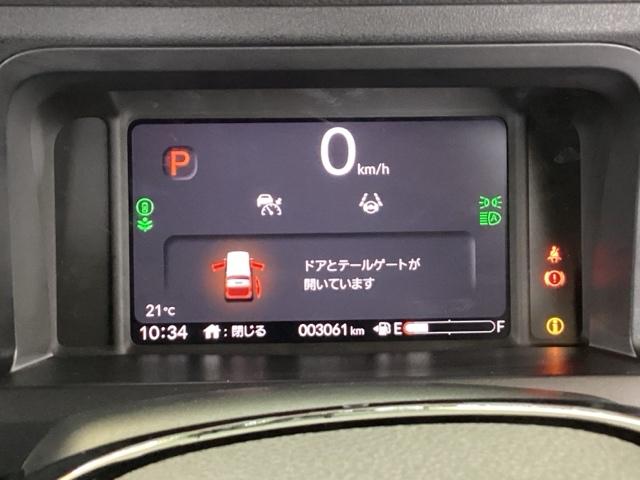 0 km/h
P
A
ドアとテールゲートが
開いています
21℃
10:34 :閉じる 003061 km E F